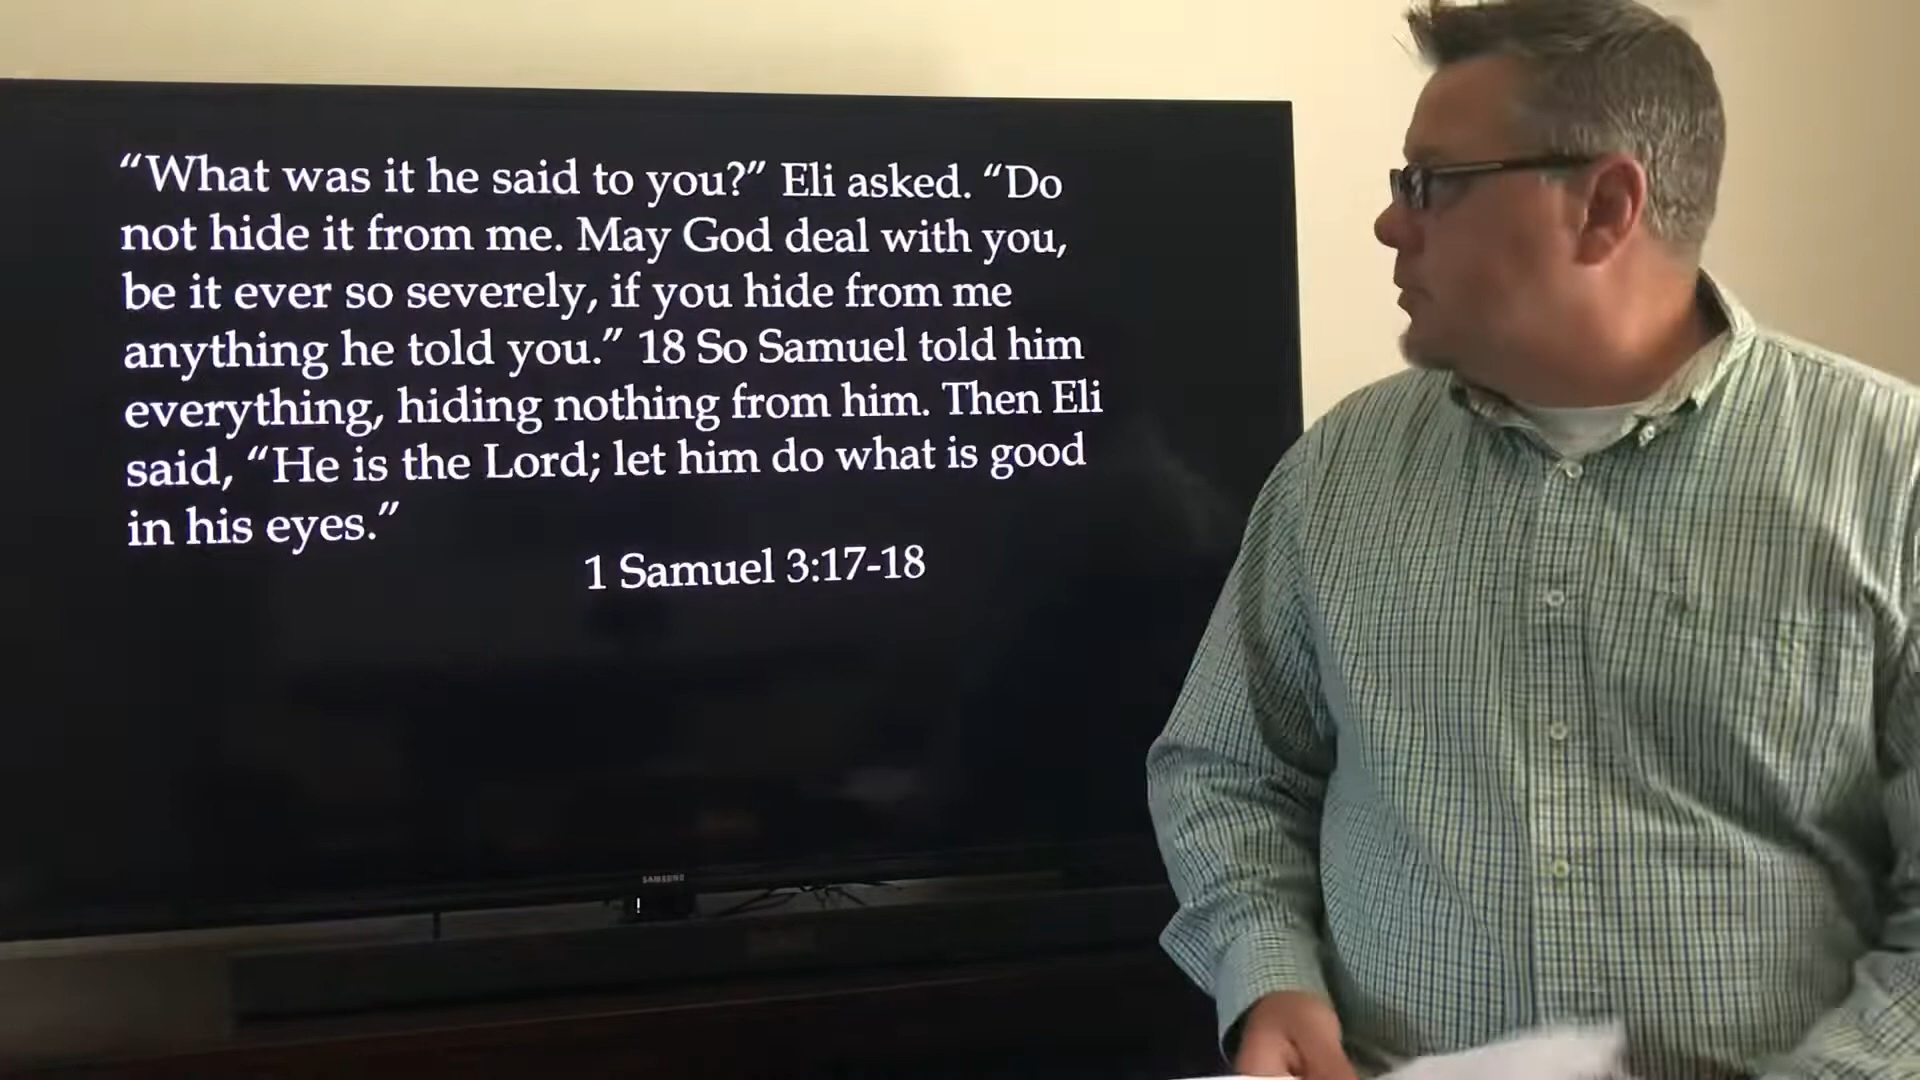 “What was it he said to you?” Eli asked. “Do
not hide it from me. May God deal with you,
be it ever so severely, if you hide from me
anything he told you.” 18 So Samuel told him
everything, hiding nothing from him. Then Eli
said, “He is the Lord; let him do what is good
in his eyes.”
1 Samuel 3:17-18
SAMSUNG